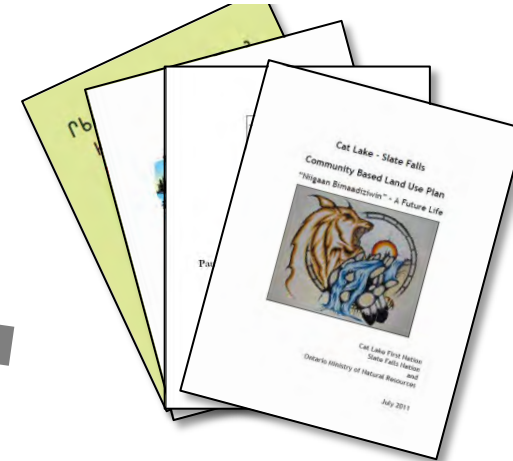 Cat Lake - Slate Falls
Community Based Land Use Plan
"Niigaan Bimaadiziwin" - A Future Life
Cat Lake First Nation
Slate Falls Nation
and
Ontario Ministry of Natural Resources
July 2011